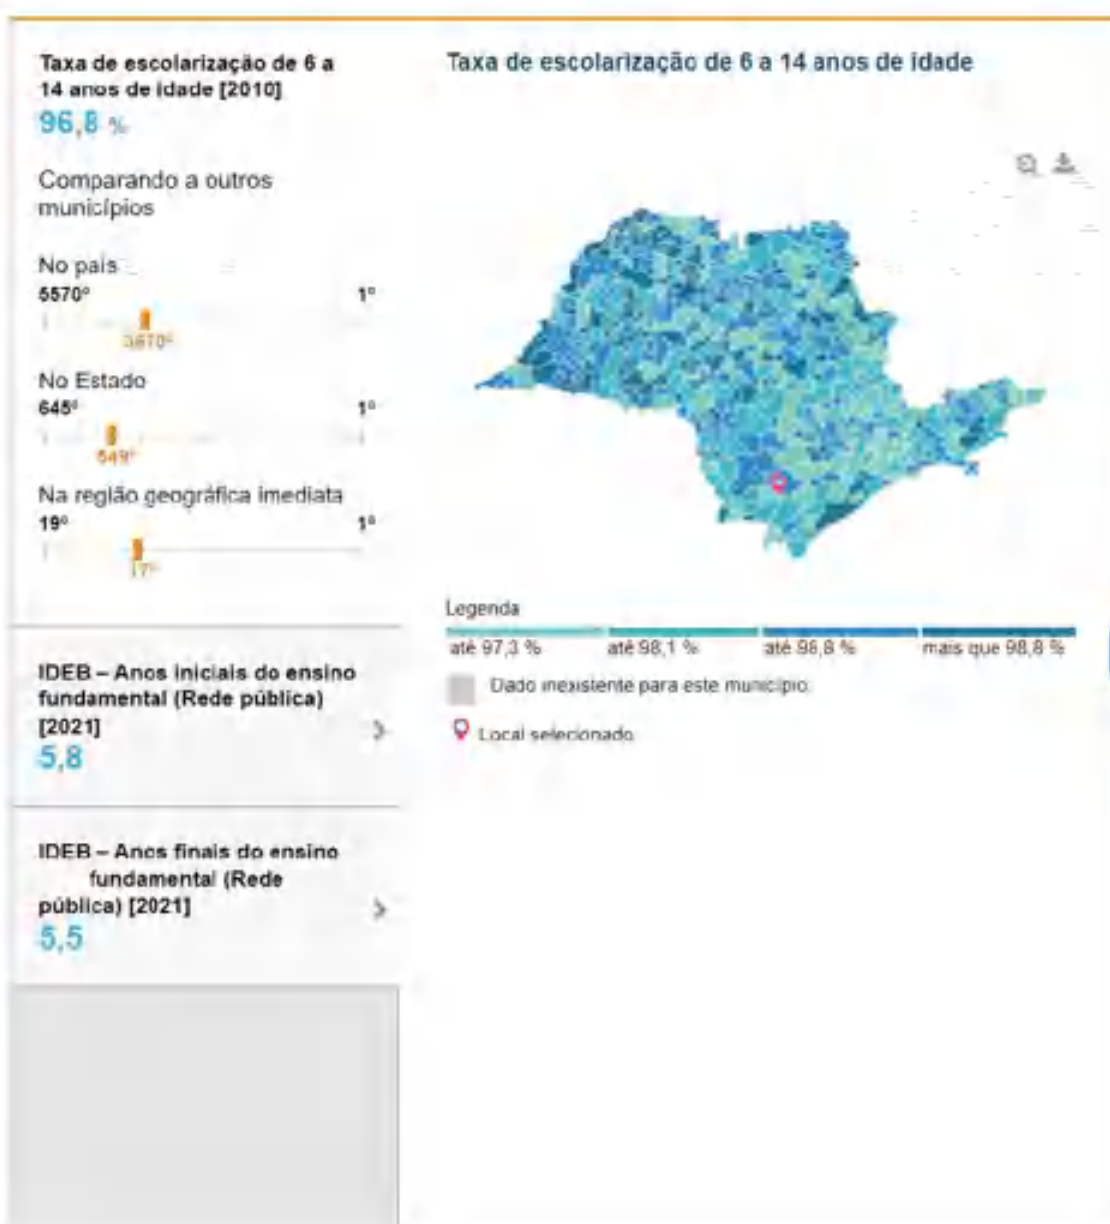 Taxa de escolarização de 6 a
14 anos de idade [2010]
96,8 %
Comparando a outros
municípios
No país
5570º
1º
No Estado
645º
1º
549º
Na região geográfica imediata
19º
1º
17º
IDEB – Anos iniciais do ensino
fundamental (Rede pública)
[2021]
5,8
IDEB – Anos finais do ensino
fundamental (Rede
pública) [2021]
5,5
Taxa de escolarização de 6 a 14 anos de idade
Legenda
até 97,3 %
até 98,1 %
até 98,8 %
mais que 98,8 %
Dado inexistente para este município
Local selecionado